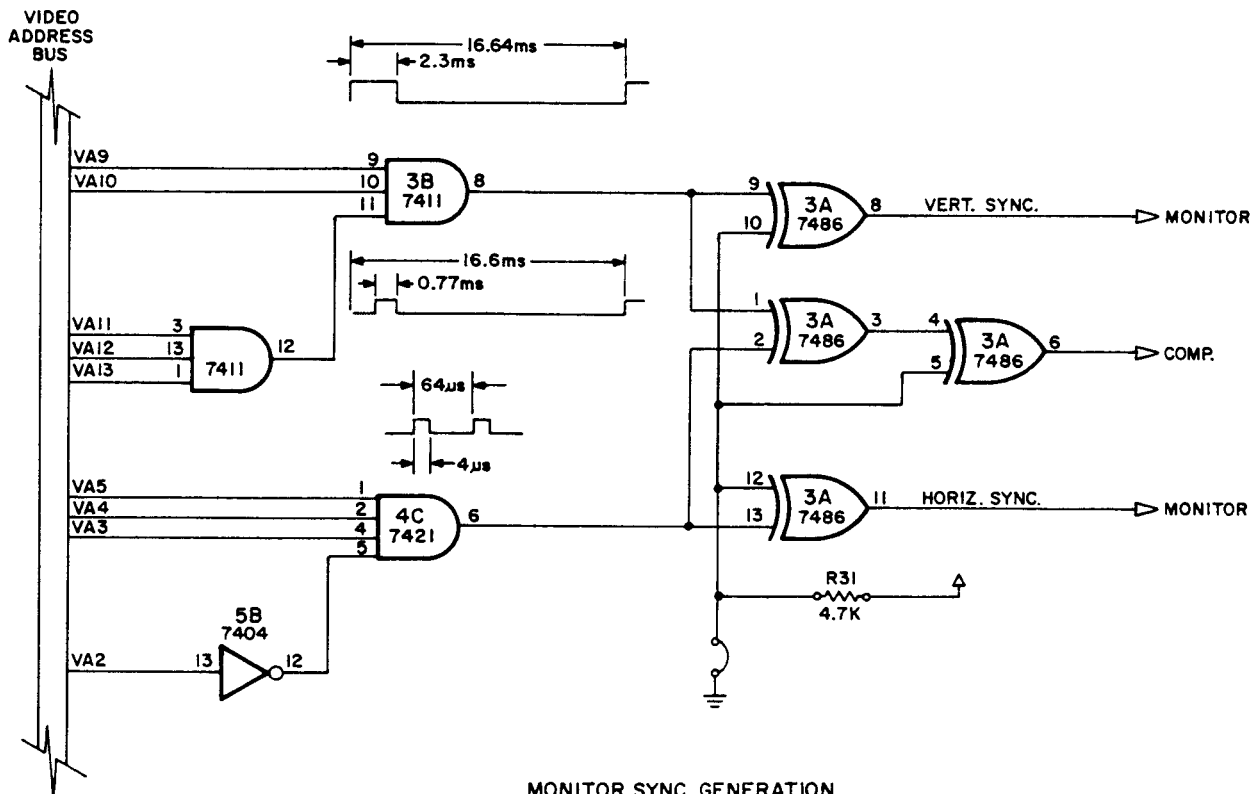 VIDEO
ADDRESS
BUS
16.64ms
2.3ms
VA9
9
VA10
10
3B
7411
8
11
9
10
3A
7486
8
VERT. SYNC.
MONITOR
16.6ms
0.77ms
VA11
3
VA12
13
VA13
1
7411
12
1
2
3A
7486
3
4
5
3A
7486
6
COMP.
64µs
4µs
VA5
1
VA4
2
VA3
4
5
4C
7421
6
12
13
3A
7486
11
HORIZ. SYNC.
MONITOR
R31
4.7K
5B
7404
VA2
13
12
MONITOR SYNC GENERATION